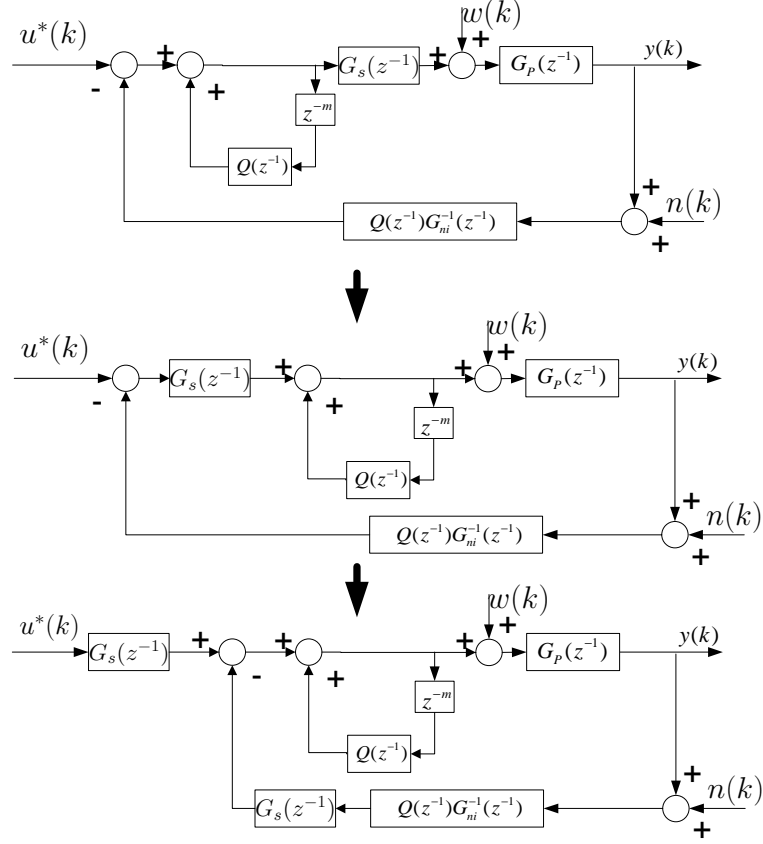 w(k)
u*(k) + + + G_s(z⁻¹) + + G_P(z⁻¹) y(k)
-
z^{-m}
Q(z⁻¹)
Q(z⁻¹)G_{ni}^{-1}(z⁻¹) + + n(k)
w(k)
u*(k) G_s(z⁻¹) + + + + G_P(z⁻¹) y(k)
-
z^{-m}
Q(z⁻¹)
Q(z⁻¹)G_{ni}^{-1}(z⁻¹) + + n(k)
w(k)
u*(k) G_s(z⁻¹) + + + + + G_P(z⁻¹) y(k)
-
z^{-m}
Q(z⁻¹)
G_s(z⁻¹) Q(z⁻¹)G_{ni}^{-1}(z⁻¹) + + n(k)